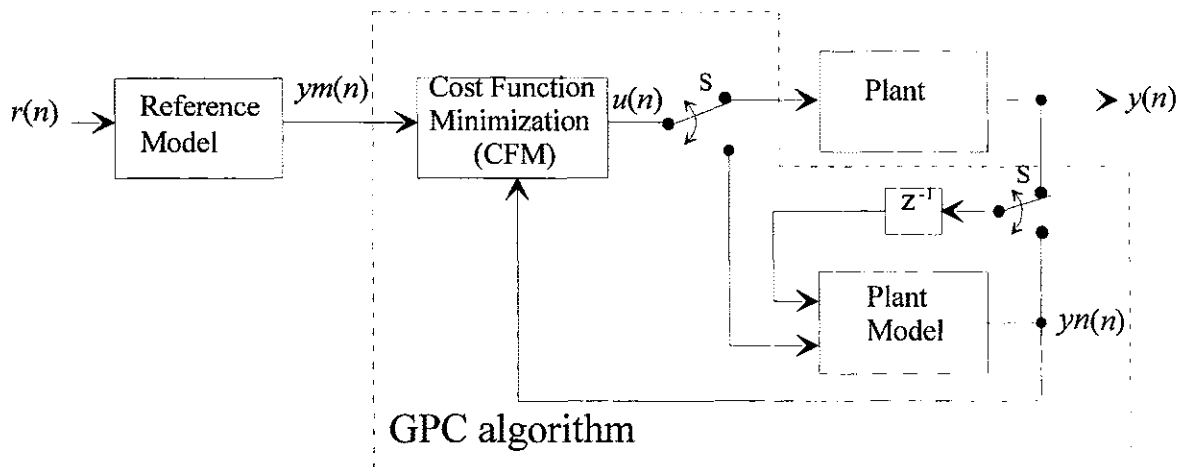 r(n)
Reference
Model
ym(n)
Cost Function
Minimization
(CFM)
u(n)
S
Plant
y(n)
S
z⁻¹
Plant
Model
yn(n)
GPC algorithm